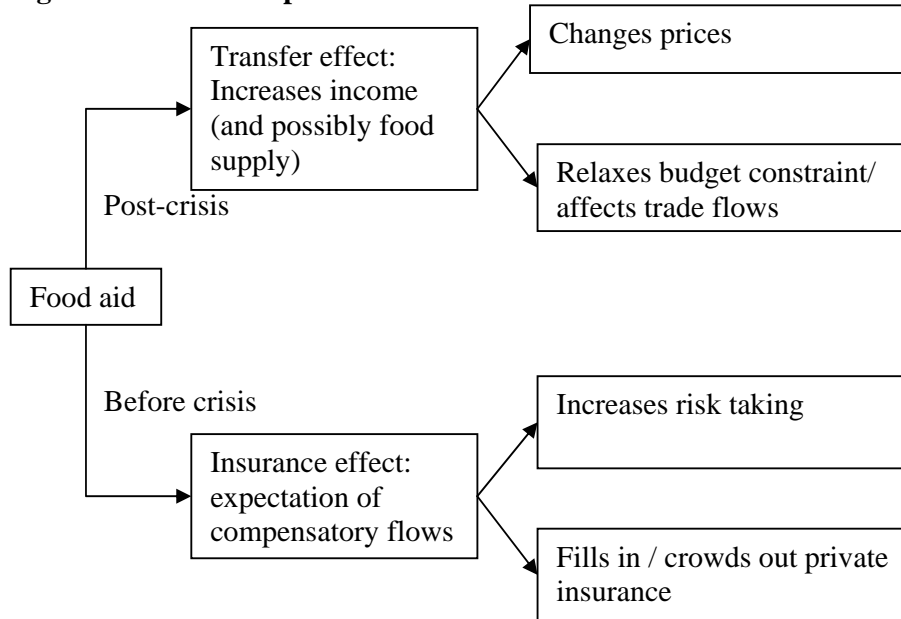 Changes prices
Transfer effect:
Increases income
(and possibly food
supply)
Relaxes budget constraint/
affects trade flows
Post-crisis
Food aid
Before crisis
Increases risk taking
Insurance effect:
expectation of
compensatory flows
Fills in / crowds out private
insurance